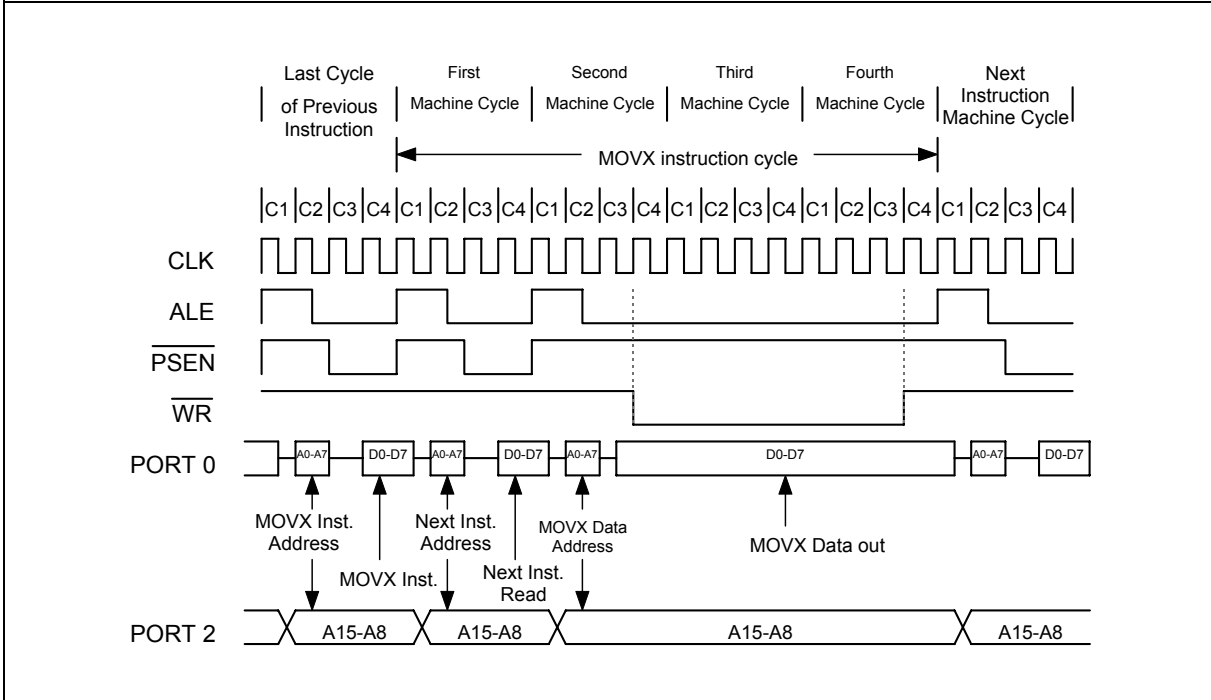 Last Cycle
of Previous
Instruction
First
Machine Cycle
Second
Machine Cycle
Third
Machine Cycle
Fourth
Machine Cycle
Next
Instruction
Machine Cycle
MOVX instruction cycle
C1 C2 C3 C4 C1 C2 C3 C4 C1 C2 C3 C4 C1 C2 C3 C4 C1 C2 C3 C4 C1 C2 C3 C4
CLK
ALE
PSEN
WR
PORT 0
A0-A7 D0-D7 A0-A7 D0-D7 A0-A7 D0-D7 A0-A7 D0-D7
MOVX Inst.
Address
MOVX Inst.
Next Inst.
Address
Next Inst.
Read
MOVX Data
Address
MOVX Data out
PORT 2
A15-A8 A15-A8 A15-A8 A15-A8